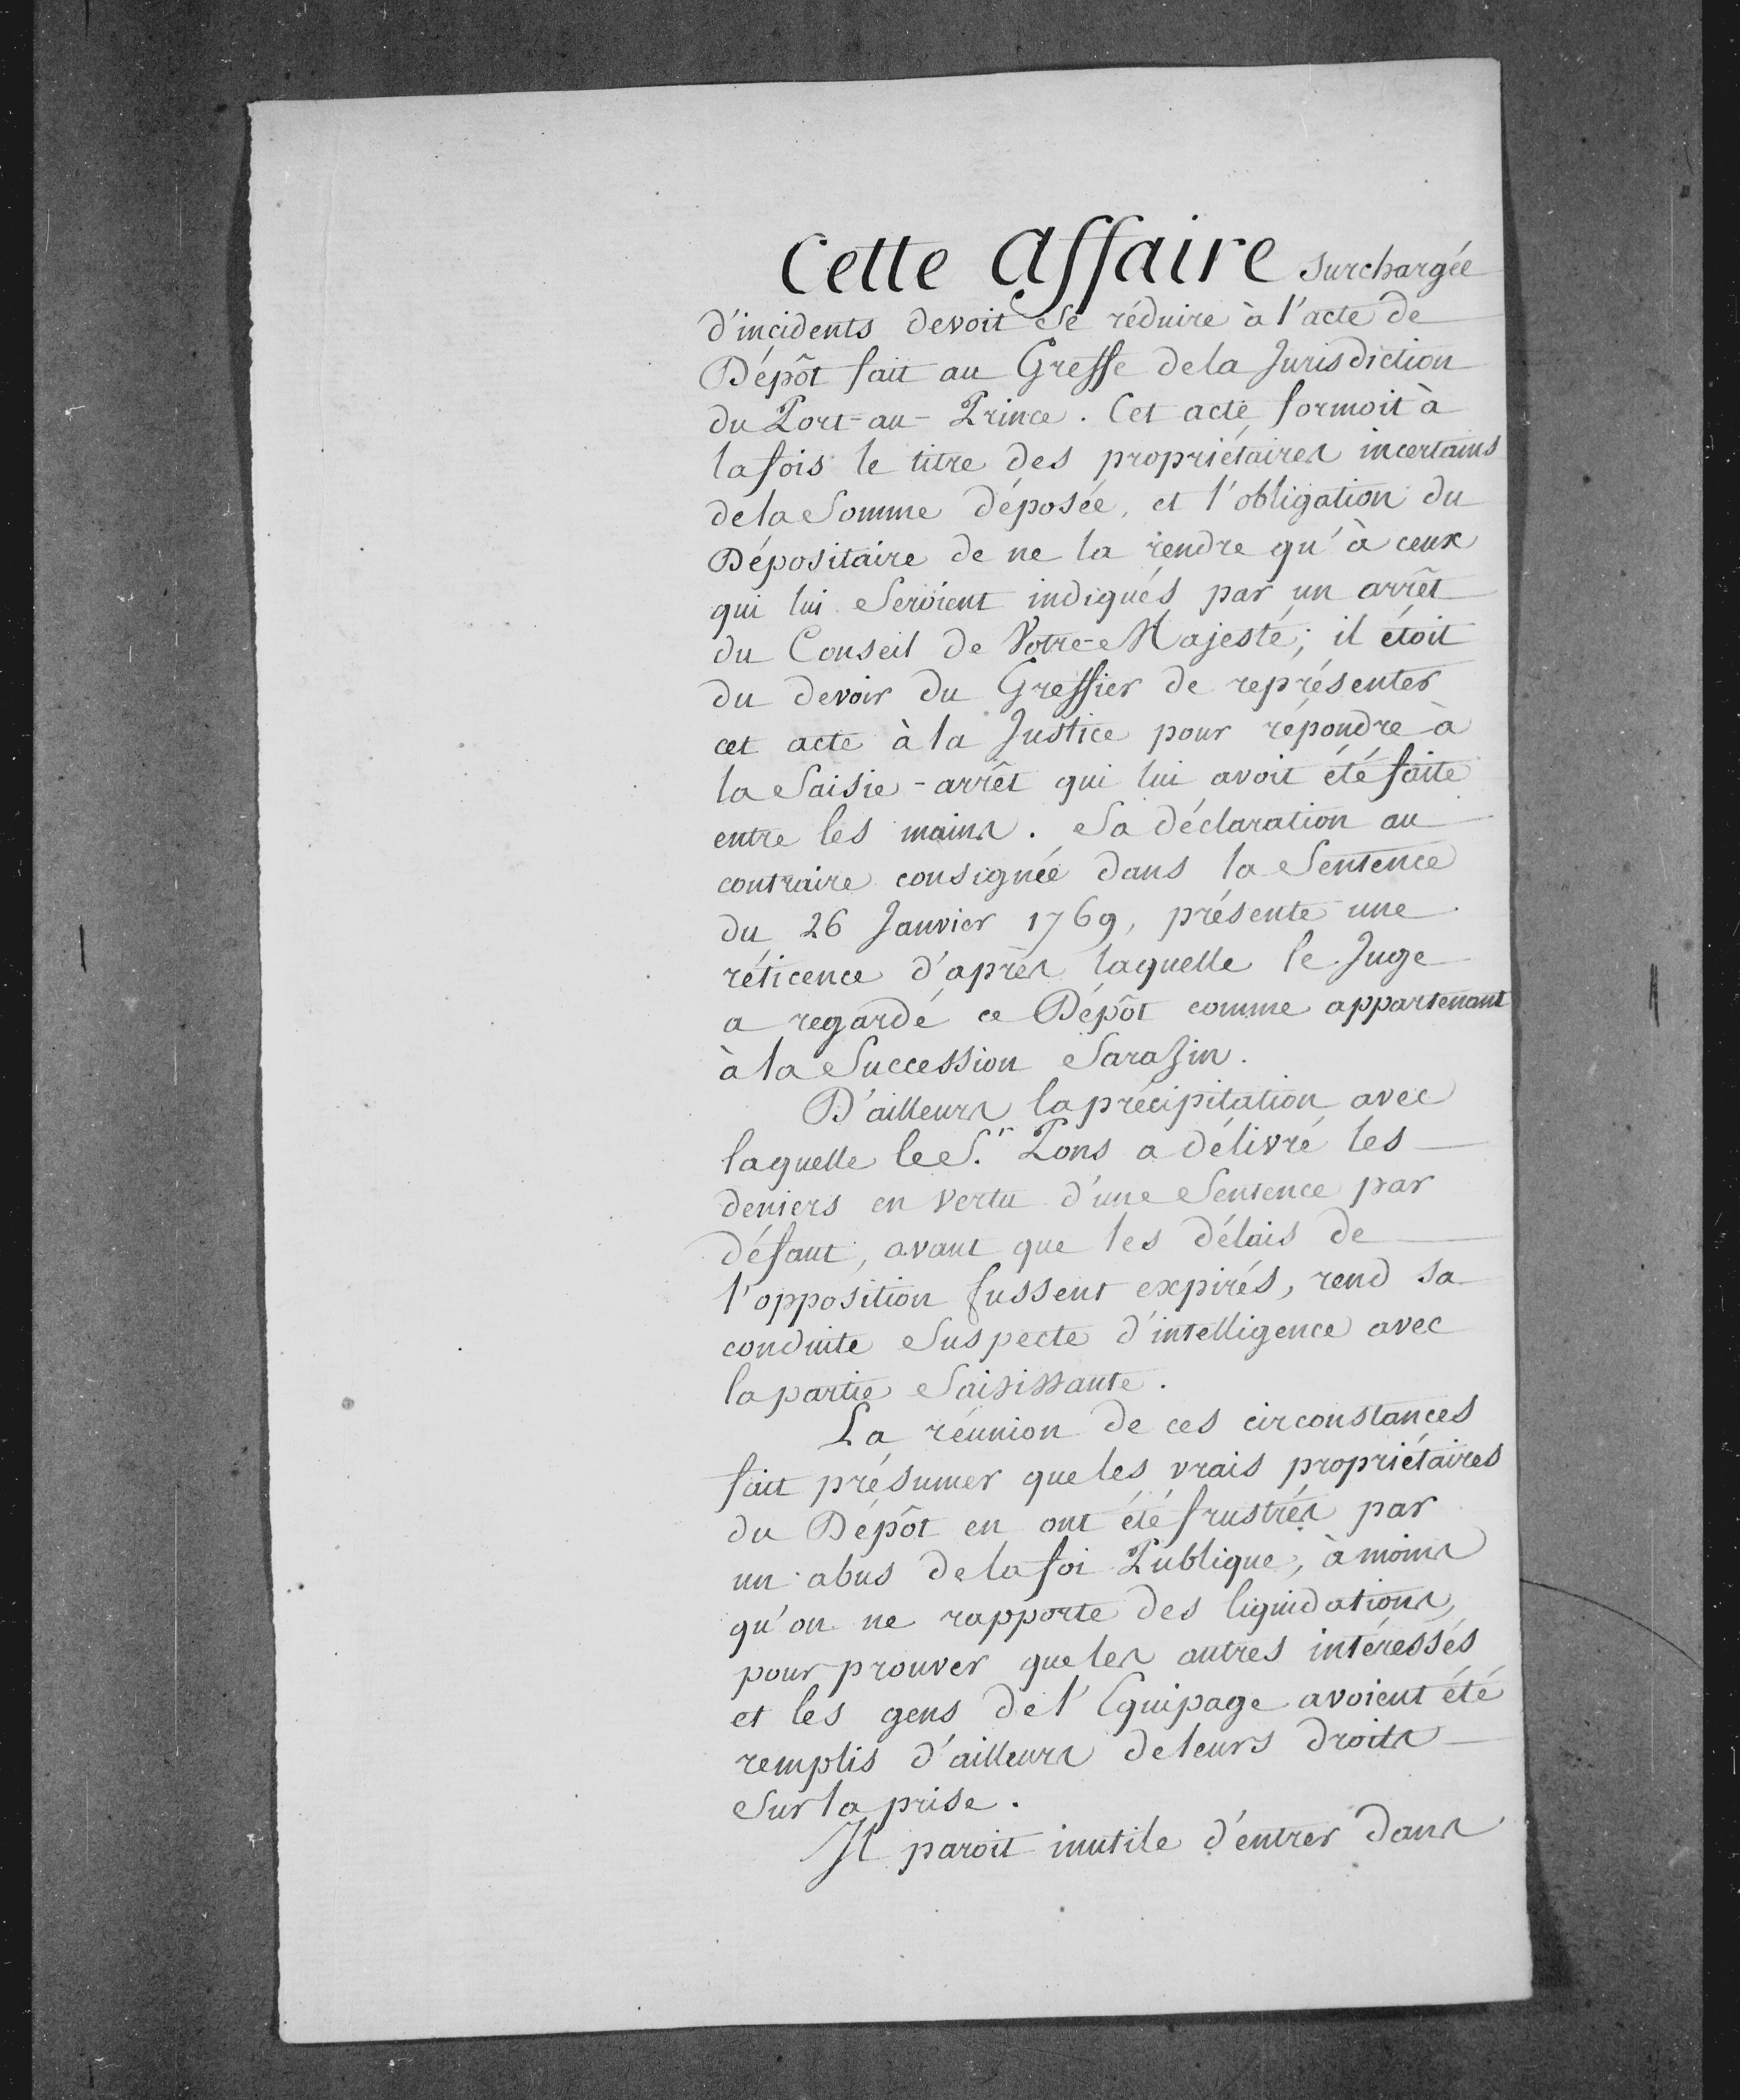 Cette Affaire surchargée
d'incidents devoit se réduire à l'acte de
Dépôt fait au Greffe de la Jurisdiction
du Port-au-Prince. Cet acte formoit à
la fois le titre des propriétaires incertains
de la Somme déposée, et l'obligation du
Dépositaire de ne la rendre qu'à ceux
qui lui Seroient indiqués par un arrêt
du Conseil de Votre Majesté; il étoit
du devoir du Greffier de représenter
cet acte à la Justice pour répondre à
la Saisie-arrêt qui lui avoit été faite
entre les mains. Sa déclaration au
contraire consignée dans la Sentence
du 26 Janvier 1769, présente une
réticence d'après laquelle le Juge
a regardé ce Dépôt comme appartenant
à la Succession Sarazin.
D'ailleurs la précipitation avec
laquelle le S.r Pons a délivré les
deniers en vertu d'une Sentence par
défaut, avant que les délais de
l'opposition fussent expirés, rend sa
conduite Suspecte d'intelligence avec
la partie Saisissante.
La réunion de ces circonstances
fait présumer que les vrais propriétaires
du Dépôt en ont été frustrés par
un abus de la foi Publique, à moins
qu'on ne rapporte des liquidations,
pour prouver que les autres intéressés
et les gens de l'Equipage avoient été
remplis d'ailleurs de leurs droits
Sur la prise.
Il paroit inutile d'entrer dans